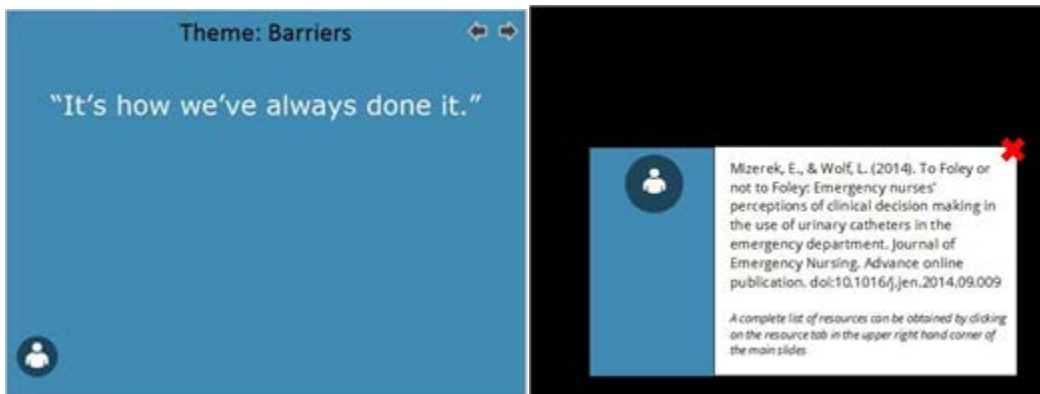 Theme: Barriers
“It’s how we’ve always done it.”
Mizerek, E., & Wolf, L. (2014). To Foley or
not to Foley: Emergency nurses’
perceptions of clinical decision making in
the use of urinary catheters in the
emergency department. Journal of
Emergency Nursing. Advance online
publication. doi:10.1016/j.jen.2014.09.009
A complete list of resources can be obtained by clicking
on the resource tab in the upper right hand corner of
the main slides